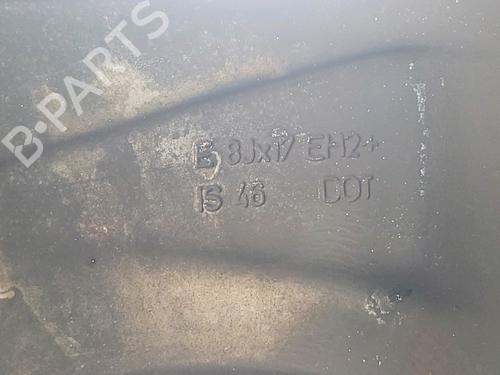 B-PARTS
E 8Jx17 EH2+
IS 46 DOT